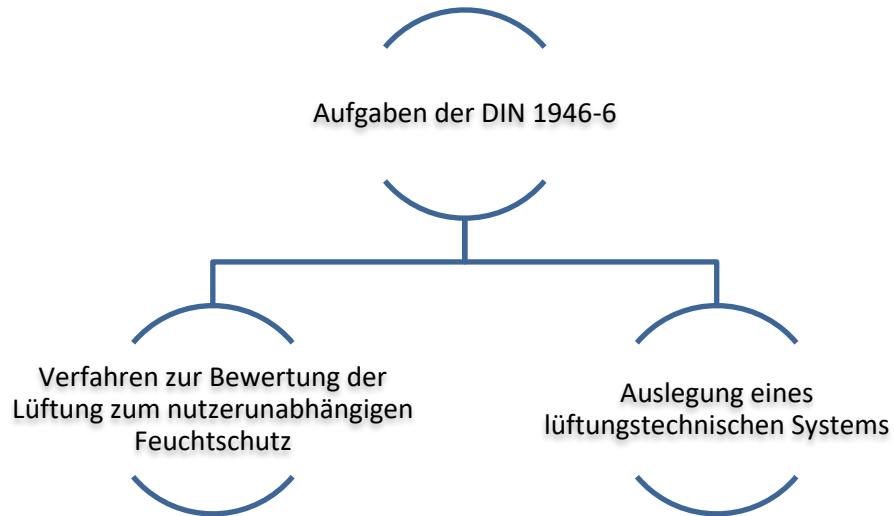 Aufgaben der DIN 1946-6
Verfahren zur Bewertung der
Lüftung zum nutzerunabhängigen
Feuchtschutz
Auslegung eines
lüftungstechnischen Systems